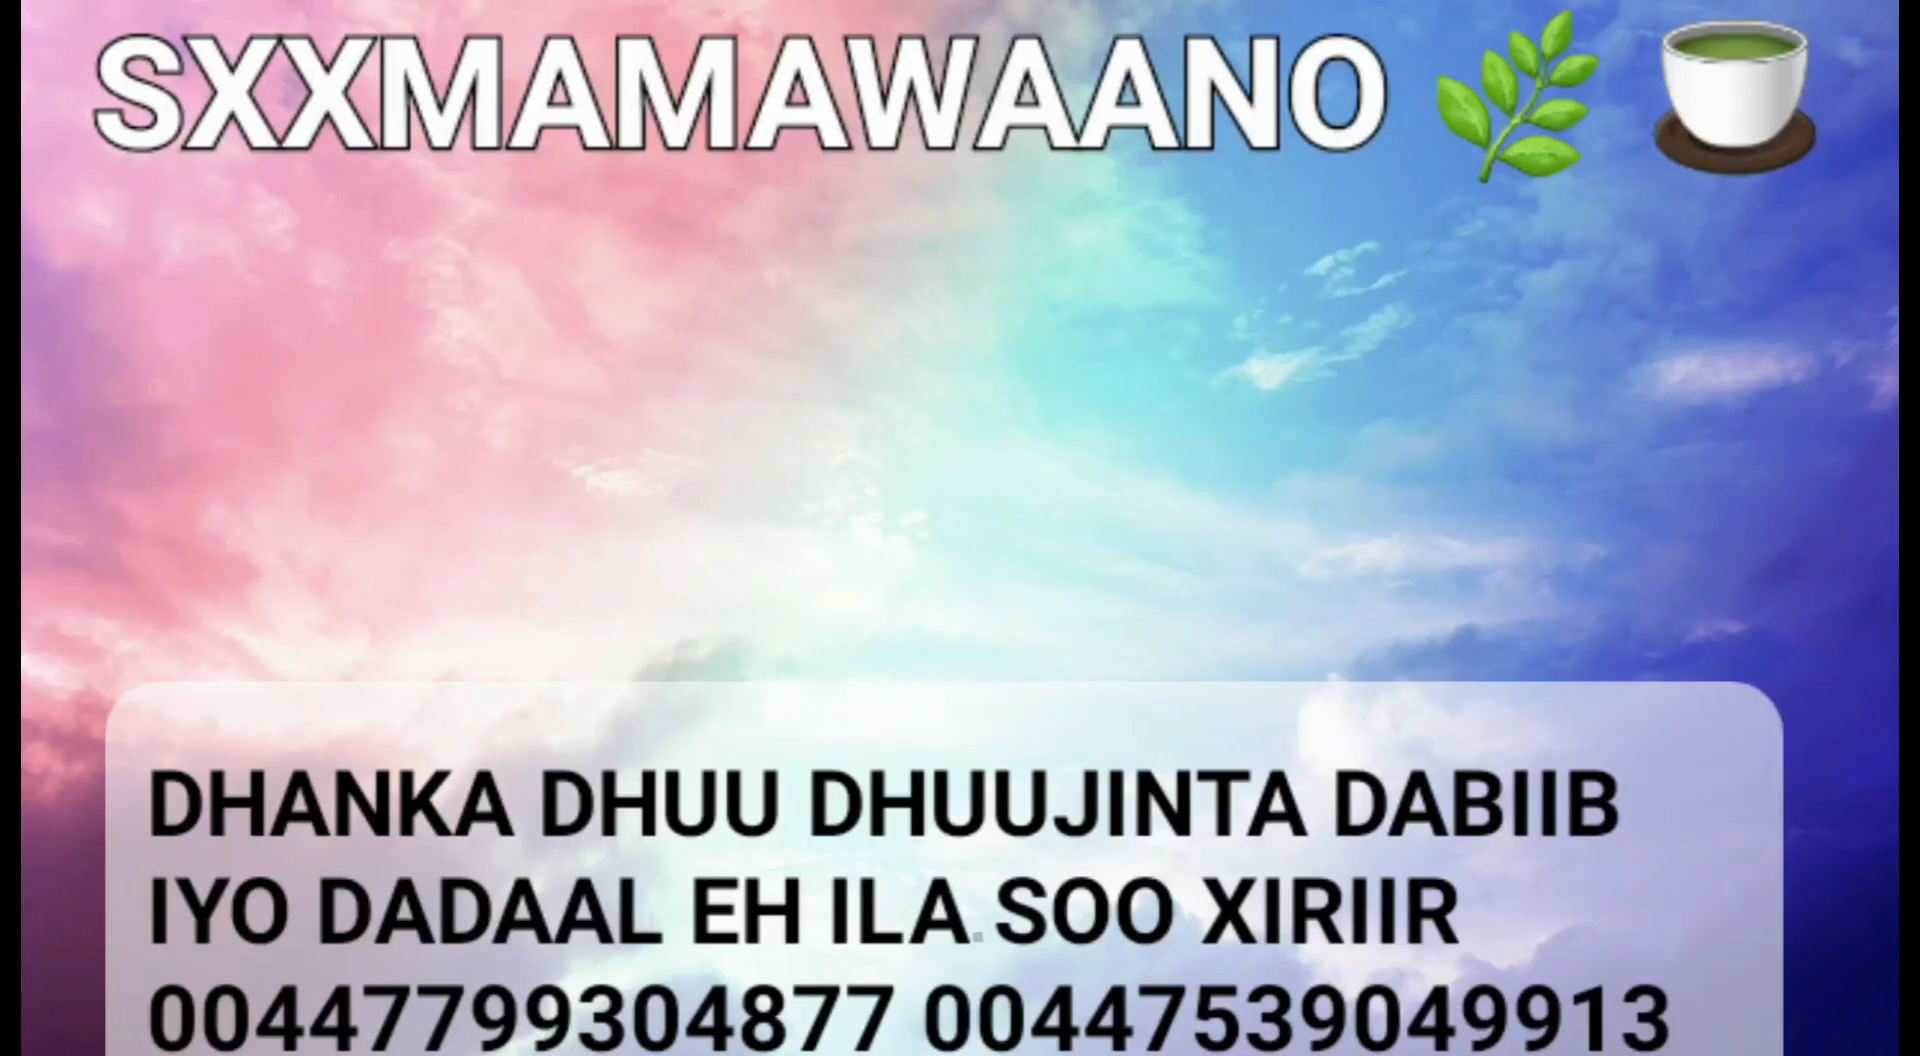 SXXMAMAWAANO 🌿 🍵
DHANKA DHUU DHUUJINTA DABIIB
IYO DADAAL EH ILA SOO XIRIIR
00447799304877 00447539049913